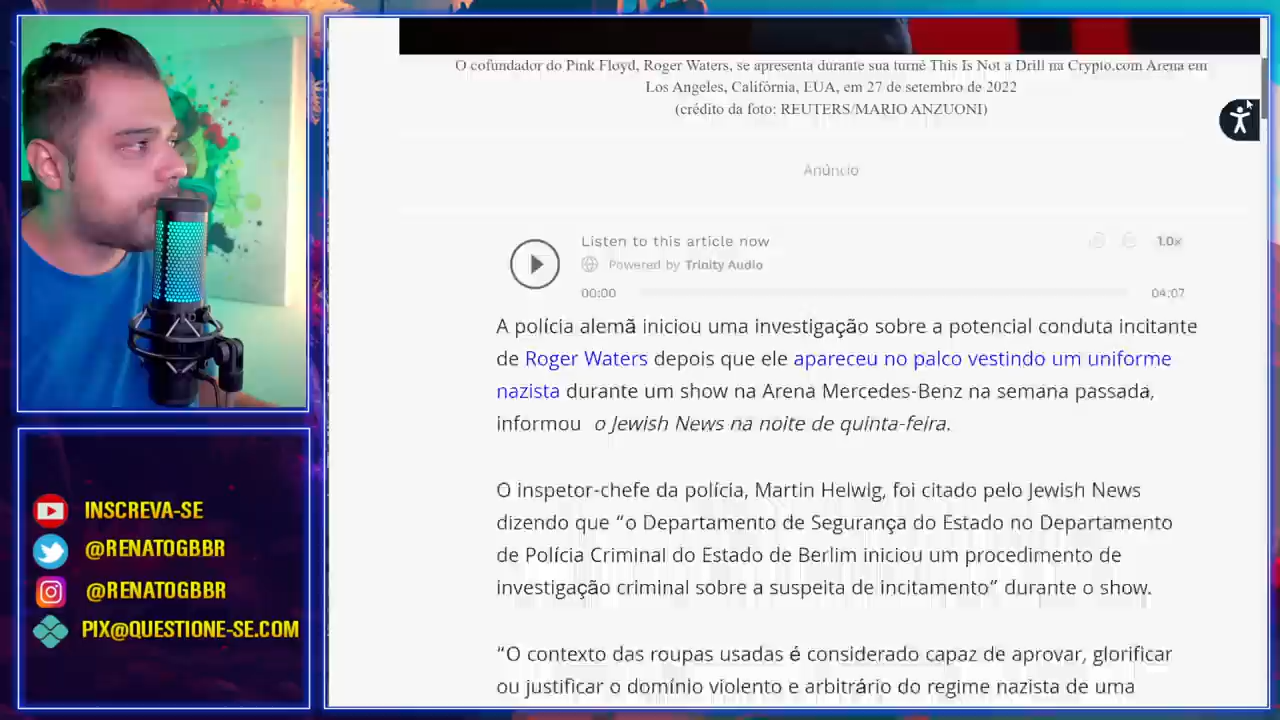 O cofundador do Pink Floyd, Roger Waters, se apresenta durante sua turnê This Is Not a Drill na Crypto.com Arena em
Los Angeles, Califórnia, EUA, em 27 de setembro de 2022
(crédito da foto: REUTERS/MARIO ANZUONI)
Anúncio
Listen to this article now
1.0x
Powered by Trinity Audio
00:00
04:07
A polícia alemã iniciou uma investigação sobre a potencial conduta incitante
de Roger Waters depois que ele apareceu no palco vestindo um uniforme
nazista durante um show na Arena Mercedes-Benz na semana passada,
informou o Jewish News na noite de quinta-feira.
O inspetor-chefe da polícia, Martin Helwig, foi citado pelo Jewish News
dizendo que “o Departamento de Segurança do Estado no Departamento
de Polícia Criminal do Estado de Berlim iniciou um procedimento de
investigação criminal sobre a suspeita de incitamento” durante o show.
“O contexto das roupas usadas é considerado capaz de aprovar, glorificar
ou justificar o domínio violento e arbitrário do regime nazista de uma
INSCREVA-SE
@RENATOGBBR
@RENATOGBBR
PIX@QUESTIONE-SE.COM